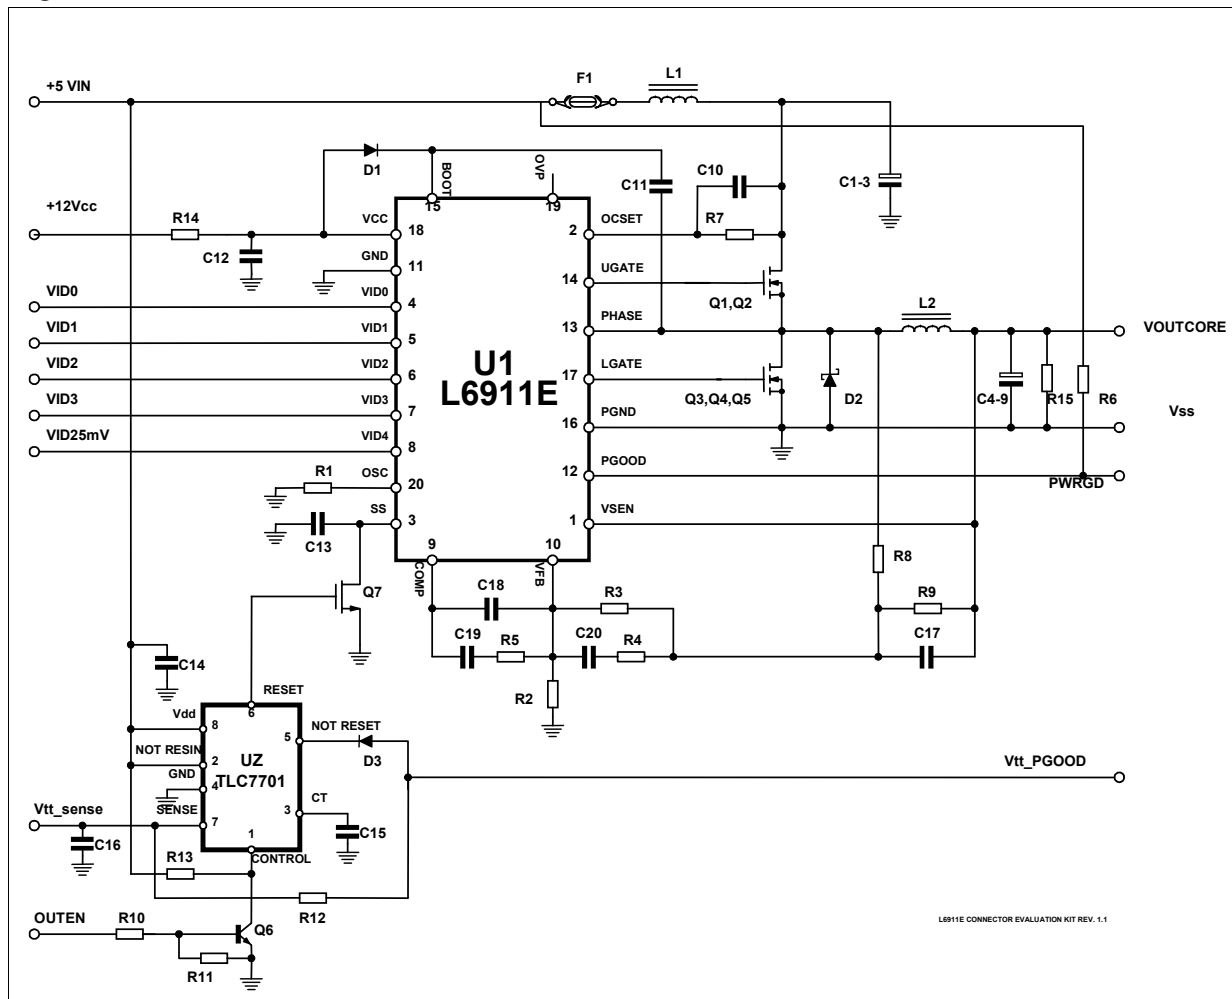 +5 VIN
F1
L1
D1
BOOT
OVP
C11
C10
C1-3
+12Vcc
R14
VCC
15
19
18
OCSET
2
R7
C12
GND
11
UGATE
14
Q1,Q2
VID0
VID0
4
PHASE
13
L2
VOUTCORE
VID1
VID1
5
U1
L6911E
VID2
VID2
6
LGATE
17
Q3,Q4,Q5
D2
C4-9
R15
R6
VID3
VID3
7
PGND
16
Vss
VID25mV
VID4
8
PGOOD
12
PWRGD
R1
OSC
20
SS
3
VSEN
1
C13
9
10
COMP
VFB
R8
Q7
C18
R3
R9
C19
R5
C20
R4
C17
C14
R2
RESET
6
Vdd
8
NOT RESET
5
D3
NOT RESIN
2
UZ
TLC7701
GND
4
Vtt_PGOOD
Vtt_sense
SENSE
7
CT
3
1
C15
C16
R13
CONTROL
R12
OUTEN
R10
Q6
R11
L6911E CONNECTOR EVALUATION KIT REV. 1.1